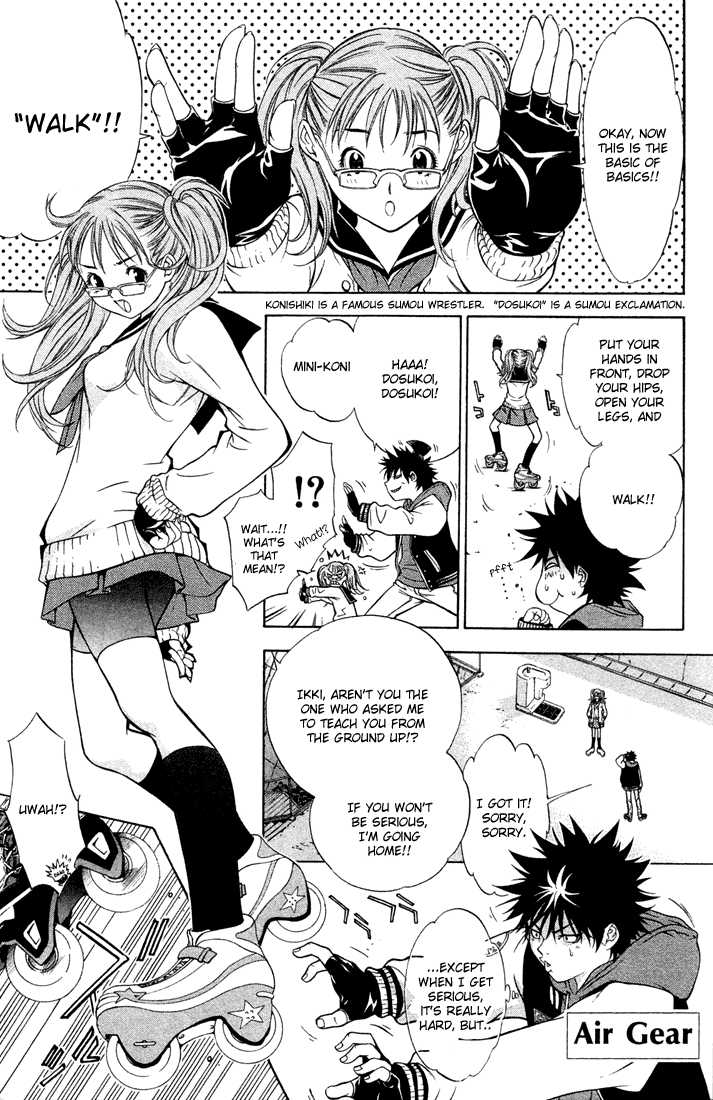 OKAY, NOW
THIS IS THE
BASIC OF
BASICS!!
"WALK"!!
KONISHIKI IS A FAMOUS SUMOU WRESTLER. "DOSUKOI" IS A SUMOU EXCLAMATION.
PUT YOUR
HANDS IN
FRONT, DROP
YOUR HIPS,
OPEN YOUR
LEGS, AND
WALK!!
pfft
HAAA!
DOSUKOI,
DOSUKOI!
MINI-KONI
!?
What!?
WAIT...!!
WHAT'S
THAT
MEAN!?
IKKI, AREN'T YOU THE
ONE WHO ASKED ME
TO TEACH YOU FROM
THE GROUND UP!?
IF YOU WON'T
BE SERIOUS,
I'M GOING
HOME!!
I GOT IT!
SORRY,
SORRY.
UWAH!?
...EXCEPT
WHEN I GET
SERIOUS,
IT'S REALLY
HARD, BUT..
Air Gear